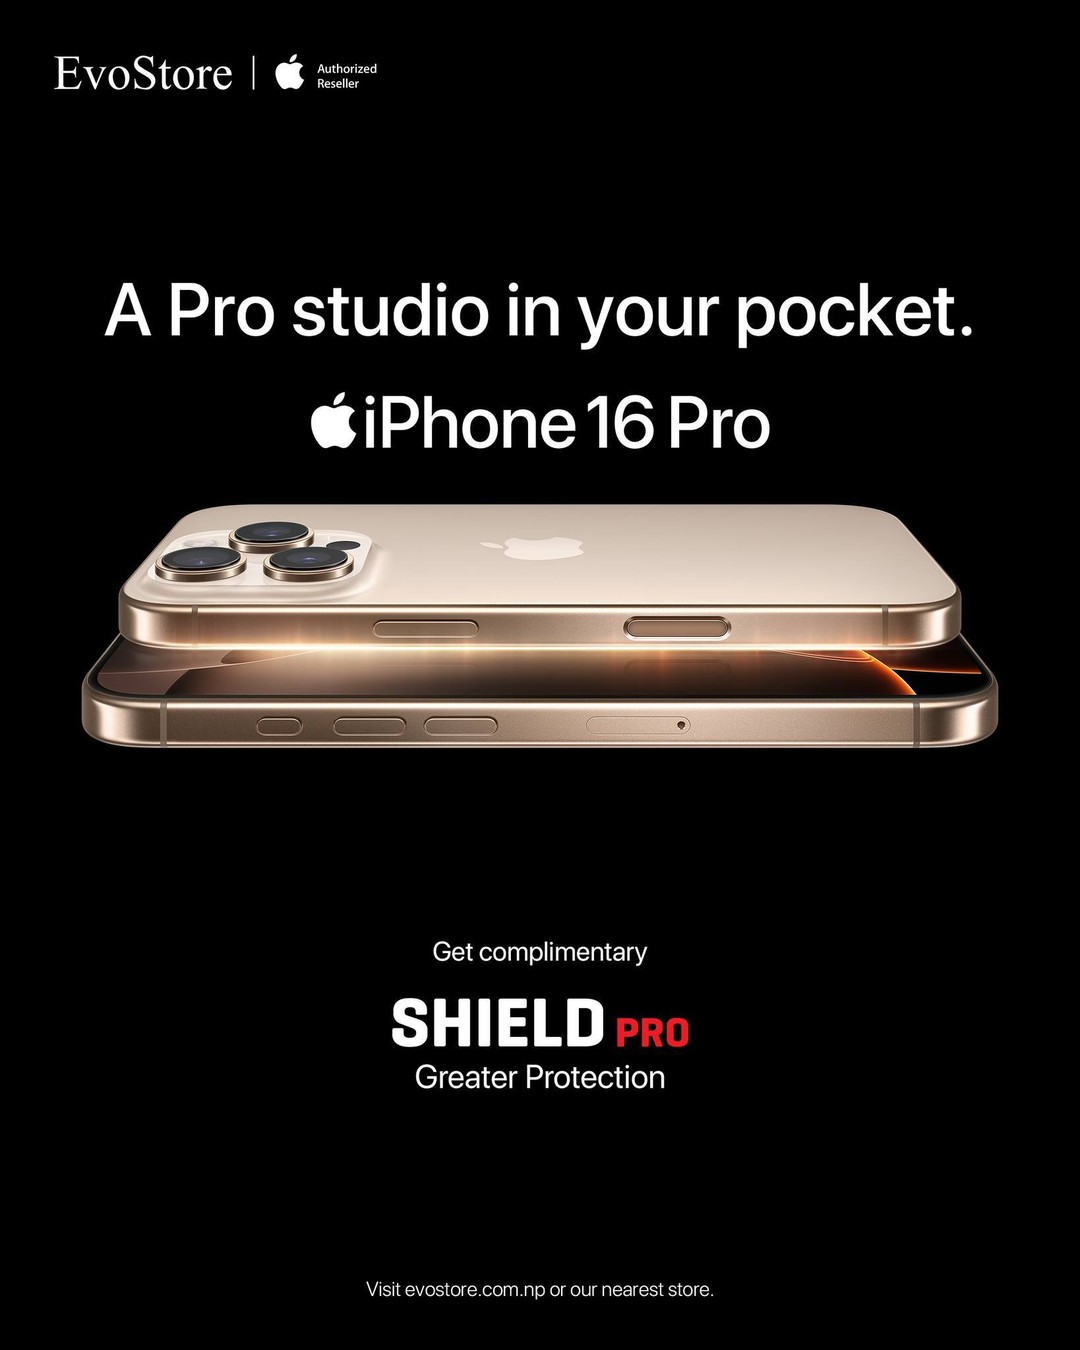 EvoStore
Authorized
Reseller
A Pro studio in your pocket.
iPhone 16 Pro
Get complimentary
SHIELD PRO
Greater Protection
Visit evostore.com.np or our nearest store.